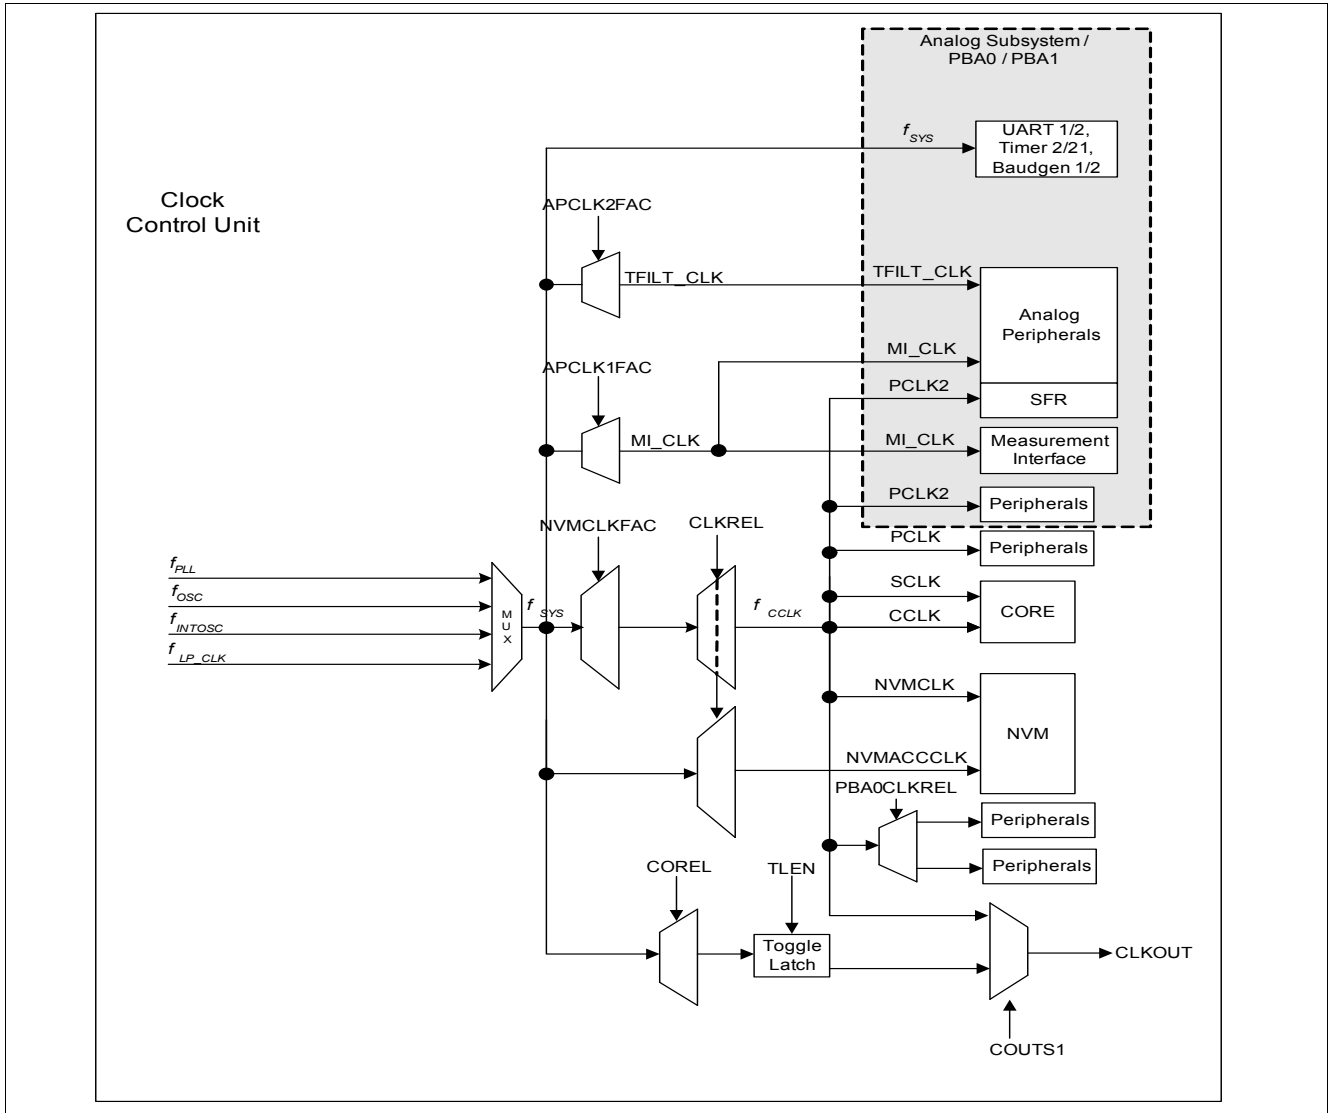 Analog Subsystem /
PBA0 / PBA1
fSYS
UART 1/2,
Timer 2/21,
Baudgen 1/2
Clock
Control Unit
APCLK2FAC
TFILT_CLK
TFILT_CLK
Analog
Peripherals
MI_CLK
APCLK1FAC
PCLK2
SFR
MI_CLK
MI_CLK
Measurement
Interface
PCLK2
Peripherals
NVMCLKFAC
CLKREL
PCLK
Peripherals
fPLL
fOSC
fINTOSC
fLP_CLK
MUX
fSYS
fCCLK
SCLK
CCLK
CORE
NVMCLK
NVM
NVMACCCLK
PBA0CLKREL
Peripherals
Peripherals
COREL
TLEN
Toggle
Latch
CLKOUT
COUTS1